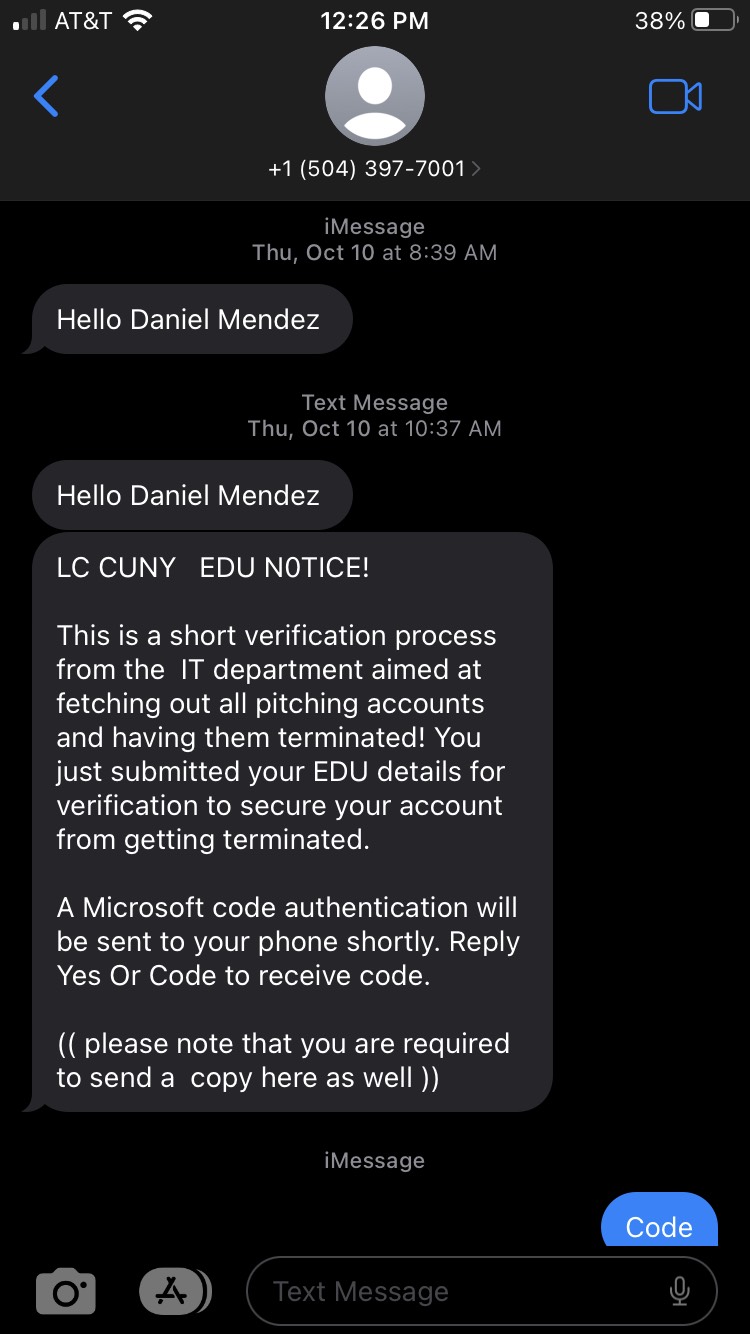 AT&T 12:26 PM 38%
+1 (504) 397-7001
iMessage
Thu, Oct 10 at 8:39 AM
Hello Daniel Mendez
Text Message
Thu, Oct 10 at 10:37 AM
Hello Daniel Mendez
LC CUNY   EDU N0TICE!
This is a short verification process
from the  IT department aimed at
fetching out all pitching accounts
and having them terminated! You
just submitted your EDU details for
verification to secure your account
from getting terminated.
A Microsoft code authentication will
be sent to your phone shortly. Reply
Yes Or Code to receive code.
(( please note that you are required
to send a  copy here as well ))
iMessage
Code
Text Message